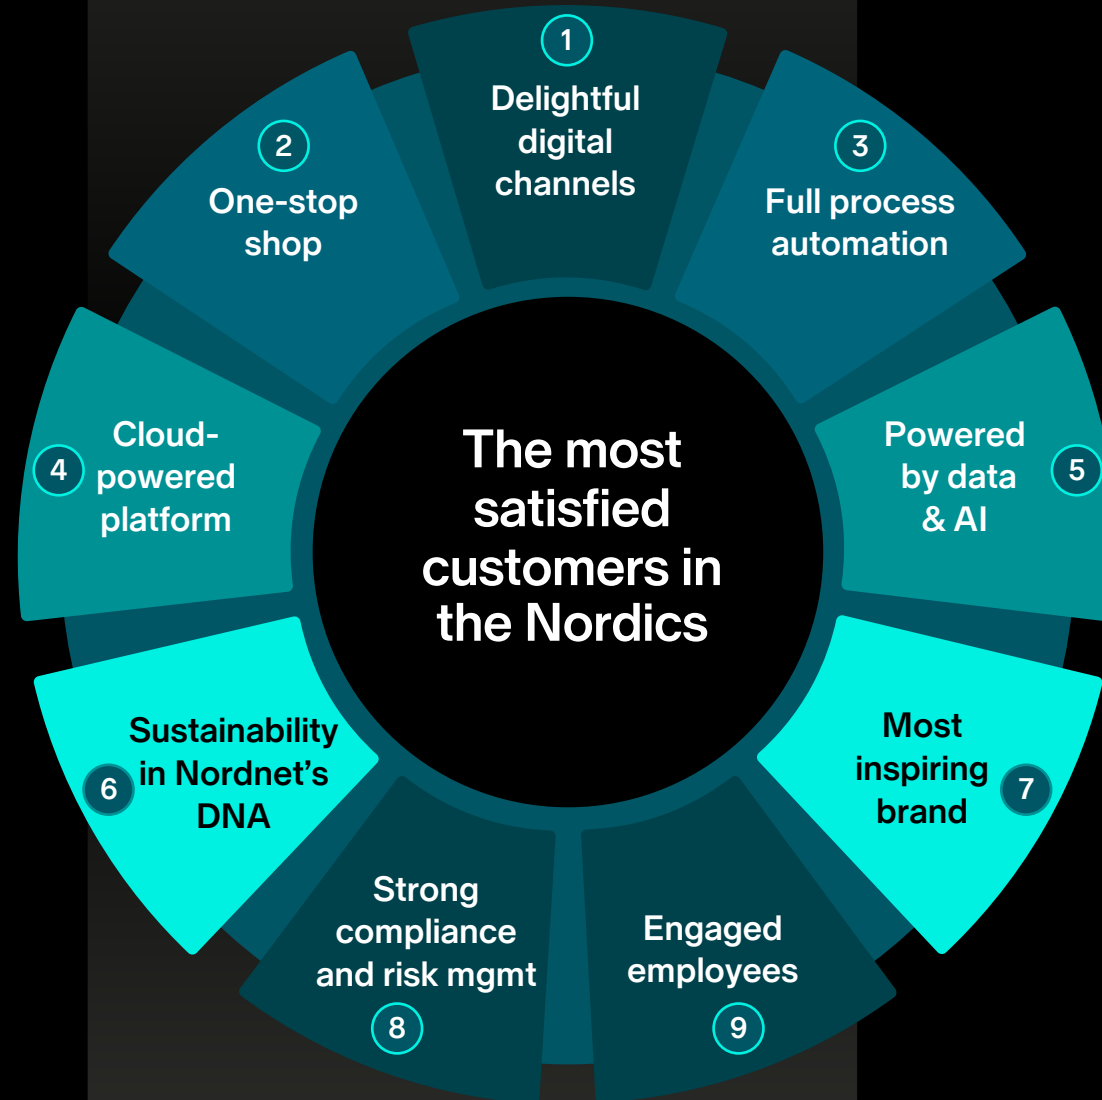 1
Delightful
digital
channels
2
One-stop
shop
3
Full process
automation
4
Cloud-
powered
platform
The most
satisfied
customers in
the Nordics
Powered
by data
& AI
5
Sustainability
in Nordnet’s
DNA
6
Most
inspiring
brand
7
Strong
compliance
and risk mgmt
8
Engaged
employees
9